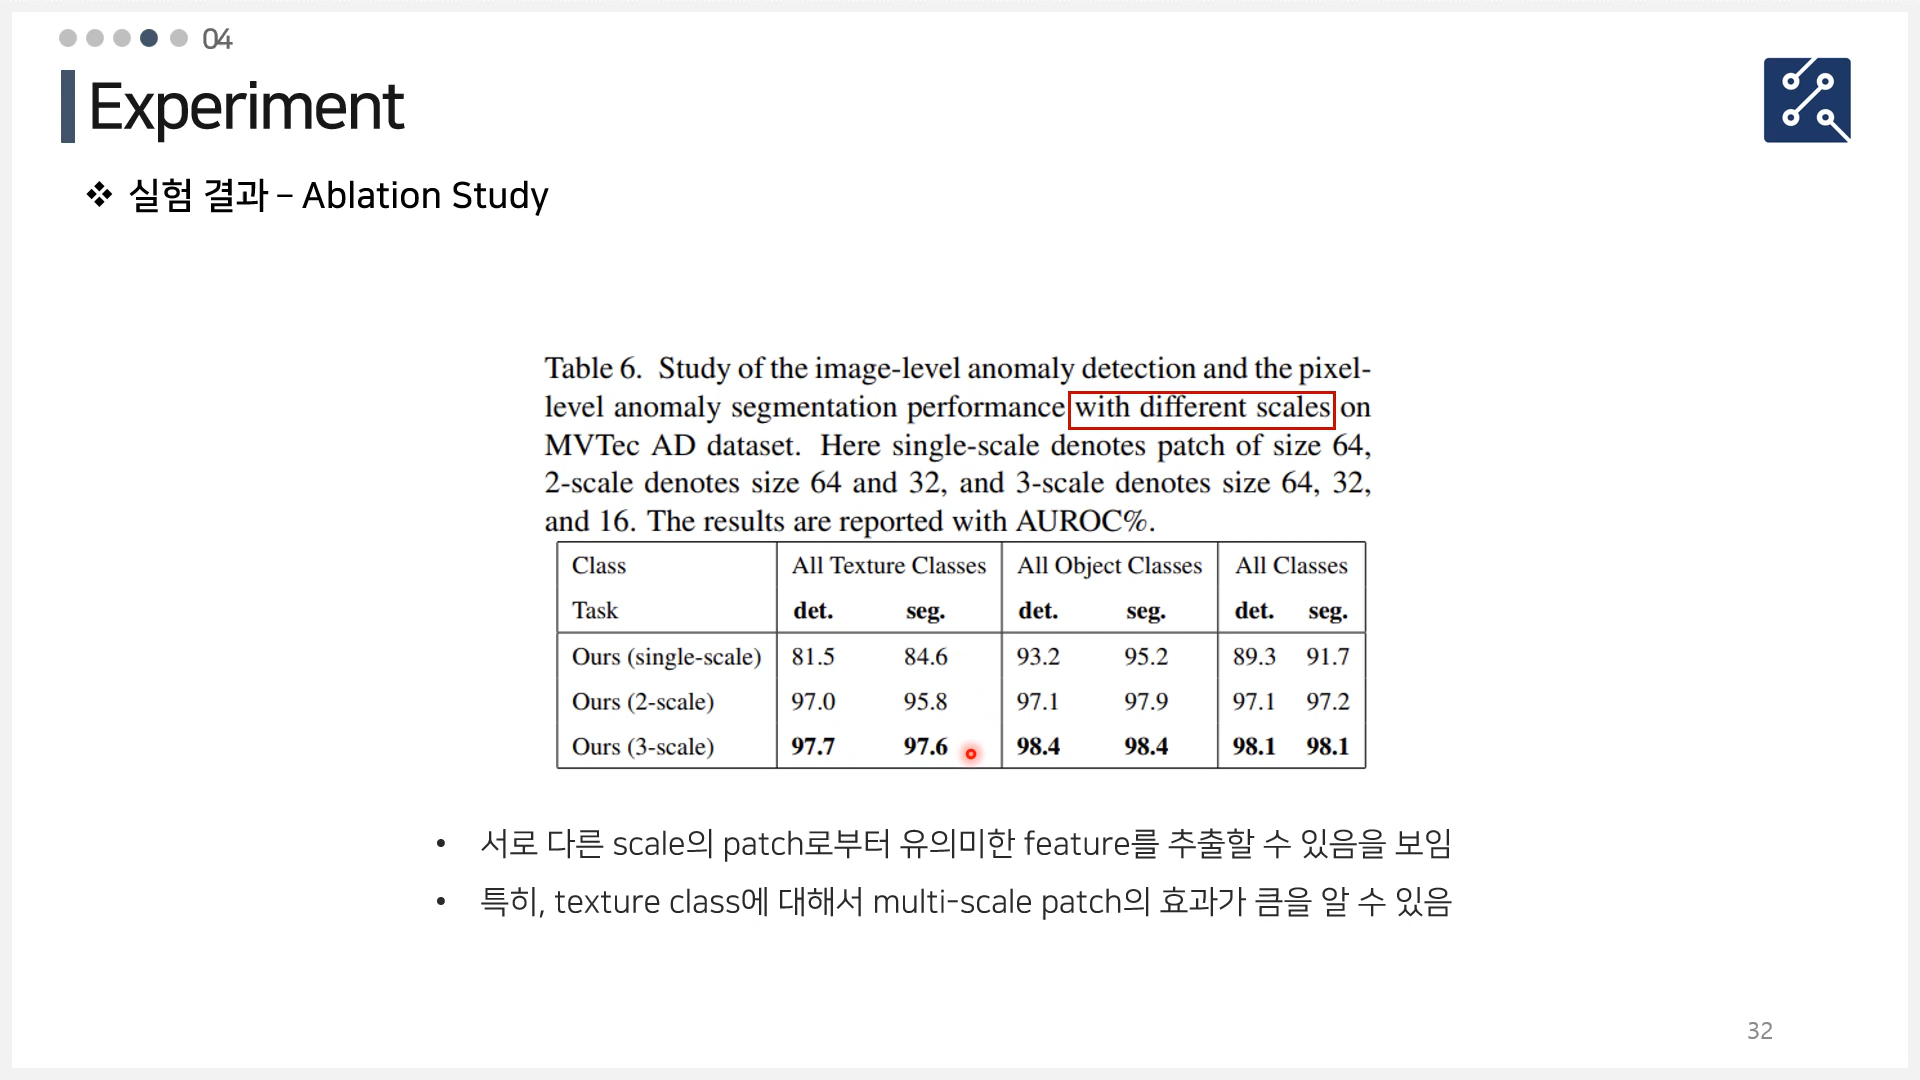 04
Experiment
❖ 실험 결과 – Ablation Study
Table 6. Study of the image-level anomaly detection and the pixel-
level anomaly segmentation performance with different scales on
MVTec AD dataset. Here single-scale denotes patch of size 64,
2-scale denotes size 64 and 32, and 3-scale denotes size 64, 32,
and 16. The results are reported with AUROC%.
Class All Texture Classes All Object Classes All Classes
Task det. seg. det. seg. det. seg.
Ours (single-scale) 81.5 84.6 93.2 95.2 89.3 91.7
Ours (2-scale) 97.0 95.8 97.1 97.9 97.1 97.2
Ours (3-scale) 97.7 97.6 98.4 98.4 98.1 98.1
• 서로 다른 scale의 patch로부터 유의미한 feature를 추출할 수 있음을 보임
• 특히, texture class에 대해서 multi-scale patch의 효과가 큼을 알 수 있음
32